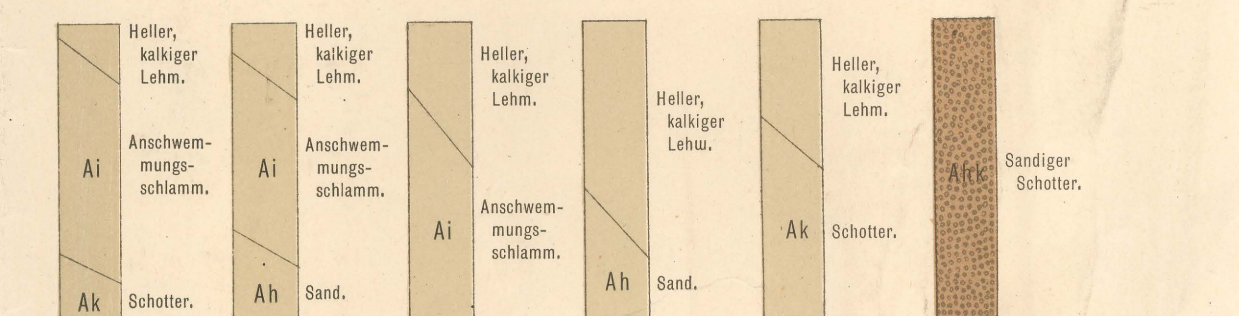 Heller,
kalkiger
Lehm.
Ai
Anschwem-
mungs-
schlamm.
Ak
Schotter.
Heller,
kalkiger
Lehm.
Ai
Anschwem-
mungs-
schlamm.
Ah
Sand.
Heller,
kalkiger
Lehm.
Ai
Anschwem-
mungs-
schlamm.
Heller,
kalkiger
Lehm.
Ah
Sand.
Heller,
kalkiger
Lehm.
Ak
Schotter.
Ahk
Sandiger
Schotter.